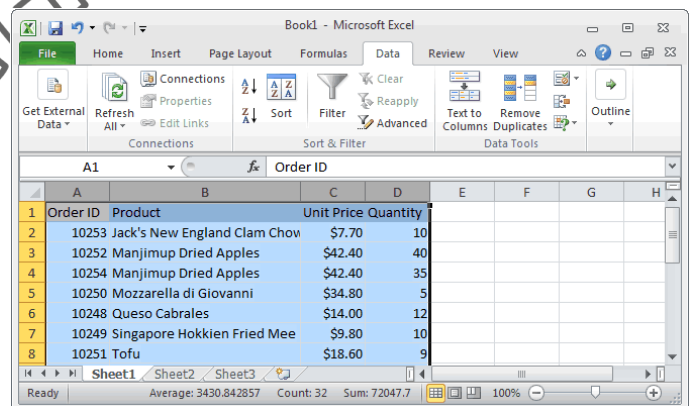 Book1 - Microsoft Excel
File Home Insert Page Layout Formulas Data Review View
Get External Data
Refresh All
Connections
Properties
Edit Links
Sort
Filter
Clear
Reapply
Advanced
Text to Columns
Remove Duplicates
Outline
Connections Sort & Filter Data Tools
A1 fx Order ID
A B C D E F G H
1 Order ID Product Unit Price Quantity
2 10253 Jack's New England Clam Chow $7.70 10
3 10252 Manjimup Dried Apples $42.40 40
4 10254 Manjimup Dried Apples $42.40 35
5 10250 Mozzarella di Giovanni $34.80 5
6 10248 Queso Cabrales $14.00 12
7 10249 Singapore Hokkien Fried Mee $9.80 10
8 10251 Tofu $18.60 9
Sheet1 Sheet2 Sheet3
Ready Average: 3430.842857 Count: 32 Sum: 72047.7 100%